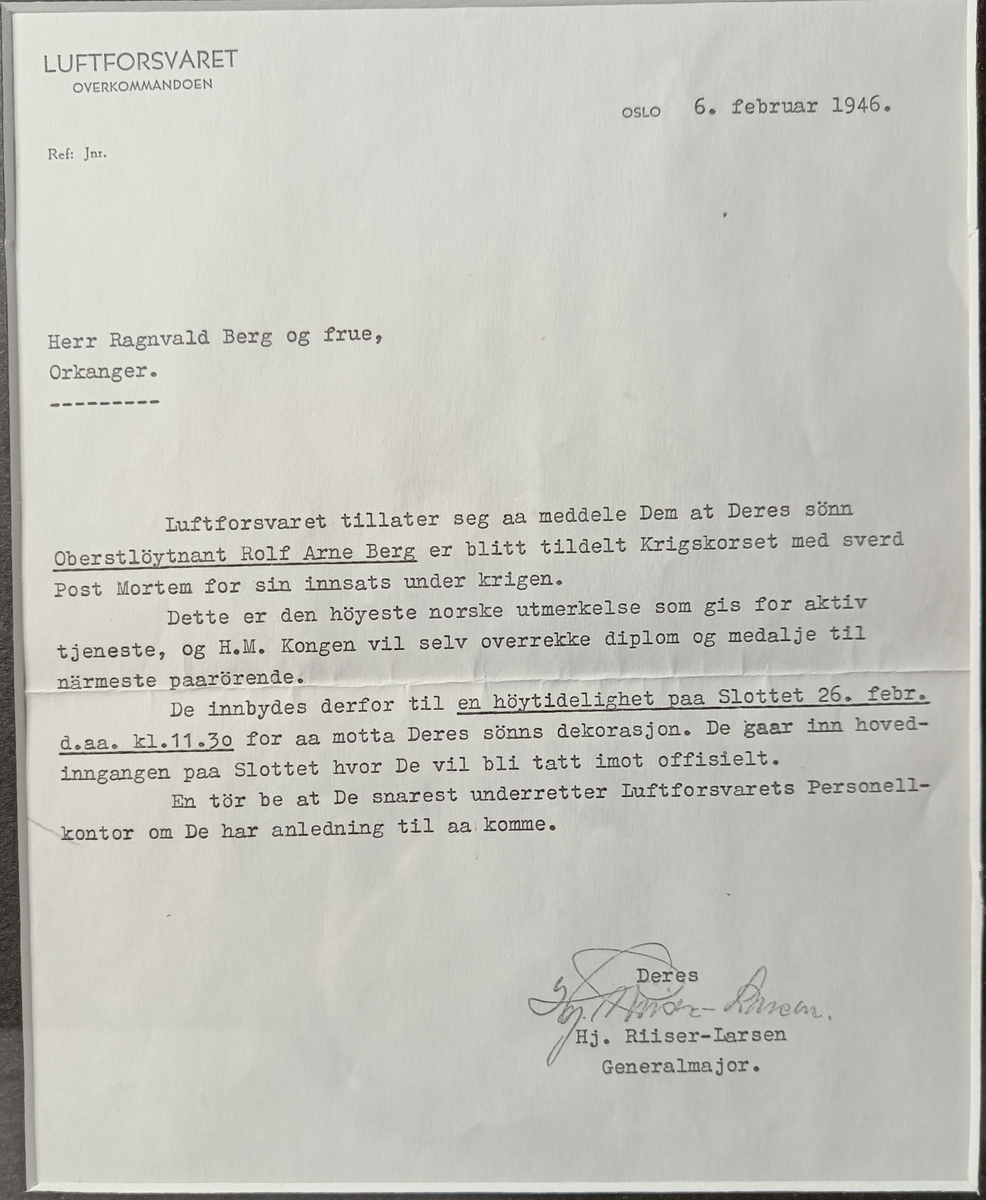 LUFTFORSVARET
OVERKOMMANDOEN
OSLO 6. februar 1946.
Ref: Jnr.
Herr Ragnvald Berg og frue,
Orkanger.
---------
Luftforsvaret tillater seg aa meddele Dem at Deres sönn
Oberstlöytnant Rolf Arne Berg er blitt tildelt Krigskorset med sverd
Post Mortem for sin innsats under krigen.
Dette er den höyeste norske utmerkelse som gis for aktiv
tjeneste, og H.M. Kongen vil selv overrekke diplom og medalje til
närmeste paarörende.
De innbydes derfor til en höytidelighet paa Slottet 26. febr.
d.aa. kl.11.3o for aa motta Deres sönns dekorasjon. De gaar inn hoved-
inngangen paa Slottet hvor De vil bli tatt imot offisielt.
En tör be at De snarest underretter Luftforsvarets Personell-
kontor om De har anledning til aa komme.
Deres
Hj. Riiser-Larsen.
Hj. Riiser-Larsen
Generalmajor.